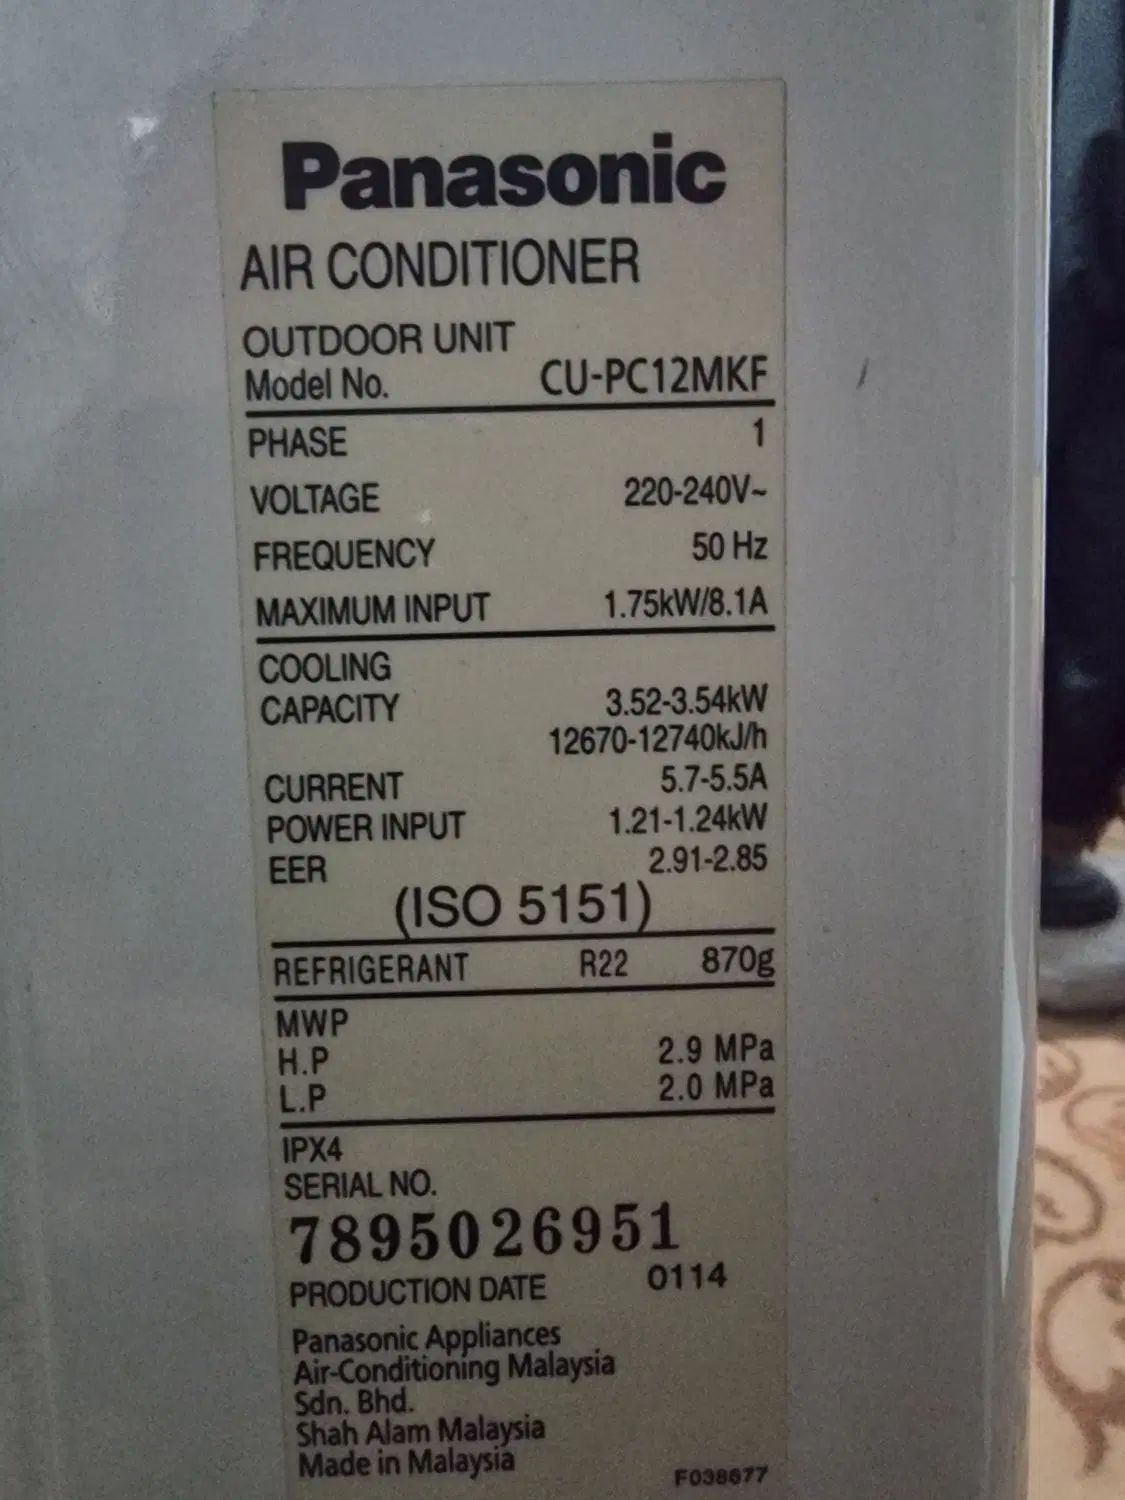 Panasonic
AIR CONDITIONER
OUTDOOR UNIT
Model No. CU-PC12MKF
PHASE 1
VOLTAGE 220-240V~
FREQUENCY 50 Hz
MAXIMUM INPUT 1.75kW/8.1A
COOLING
CAPACITY 3.52-3.54kW
12670-12740kJ/h
CURRENT 5.7-5.5A
POWER INPUT 1.21-1.24kW
EER 2.91-2.85
(ISO 5151)
REFRIGERANT R22 870g
MWP
H.P 2.9 MPa
L.P 2.0 MPa
IPX4
SERIAL NO.
7895026951
PRODUCTION DATE 0114
Panasonic Appliances
Air-Conditioning Malaysia
Sdn. Bhd.
Shah Alam Malaysia
Made in Malaysia
F038677